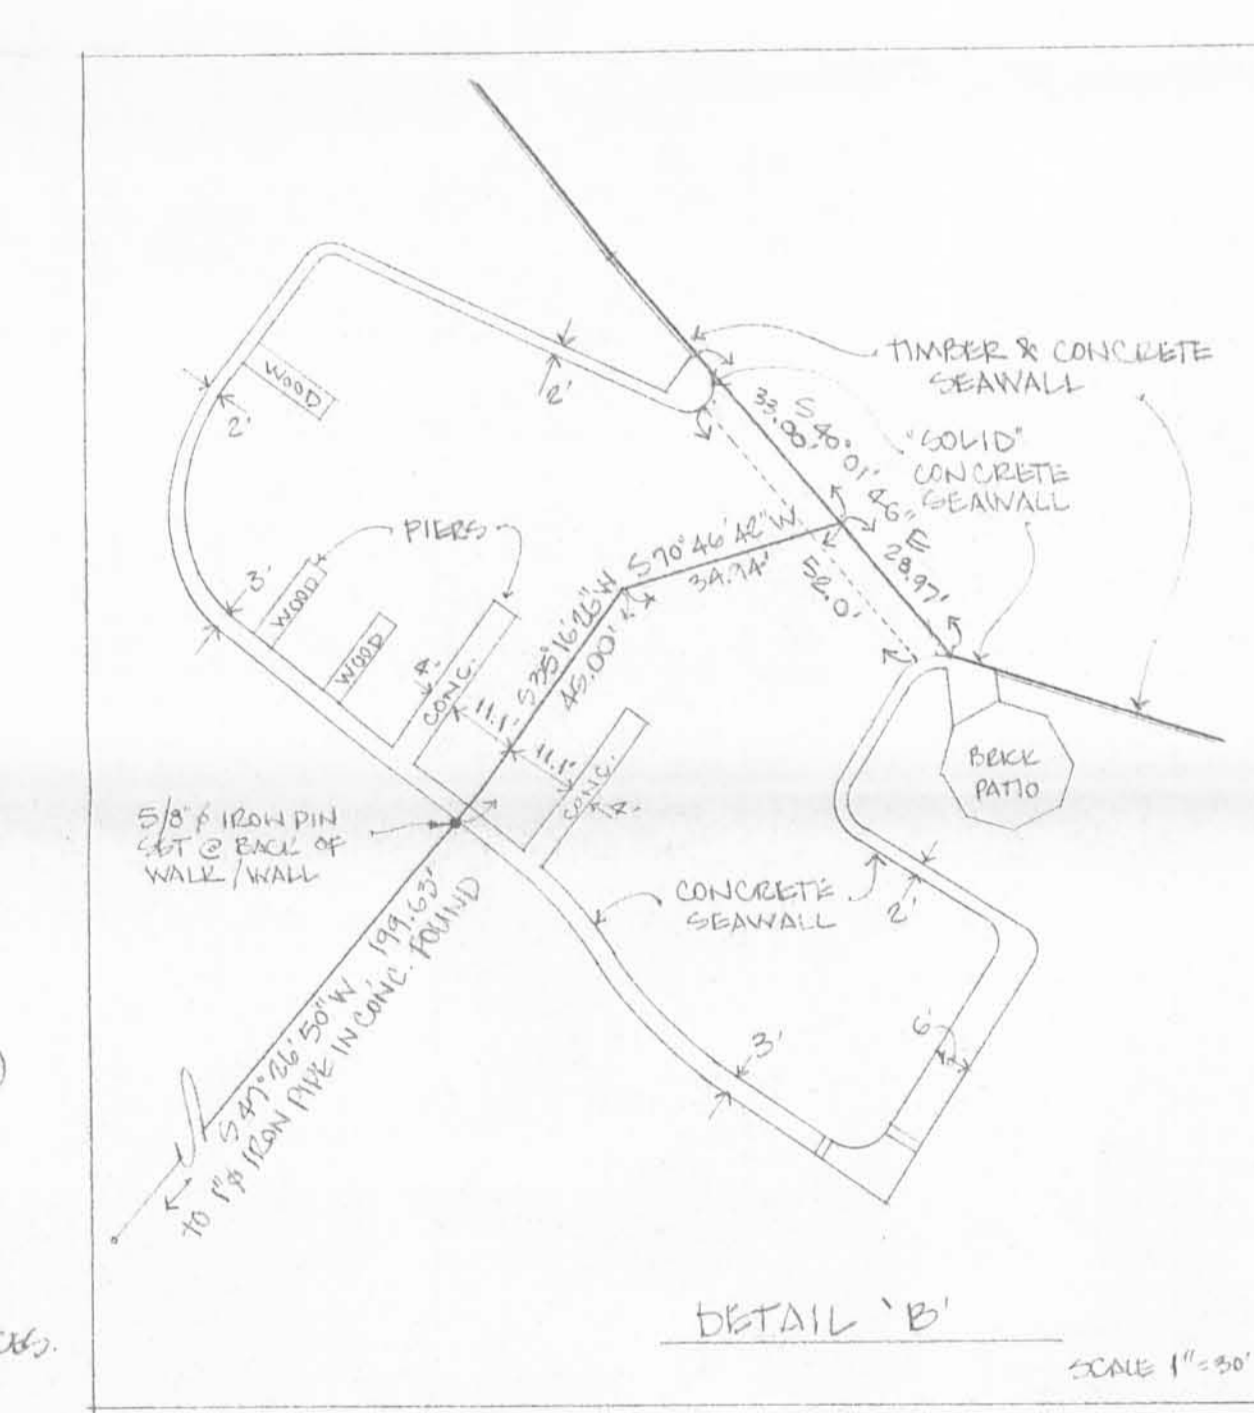 TIMBER & CONCRETE
SEAWALL
"SOLID"
CONCRETE
SEAWALL
WOOD
2'
2'
S 40° 01' 46" E
33.90'
28.97'
PIERS
S 70° 46' 42" W
34.94'
52.0'
3'
WOOD
WOOD
4'
CONC.
S 35° 16' 26" W
45.00'
11.1'
11.1'
CONC.
4'
BRICK
PATIO
5/8" ϕ IRON PIN
SET @ BACK OF
WALK / WALL
CONCRETE
SEAWALL
2'
S 47° 26' 50" W 199.63'
TO 1" ϕ IRON PIPE IN CONC. FOUND
3'
6'
DETAIL 'B'
SCALE 1" = 30'